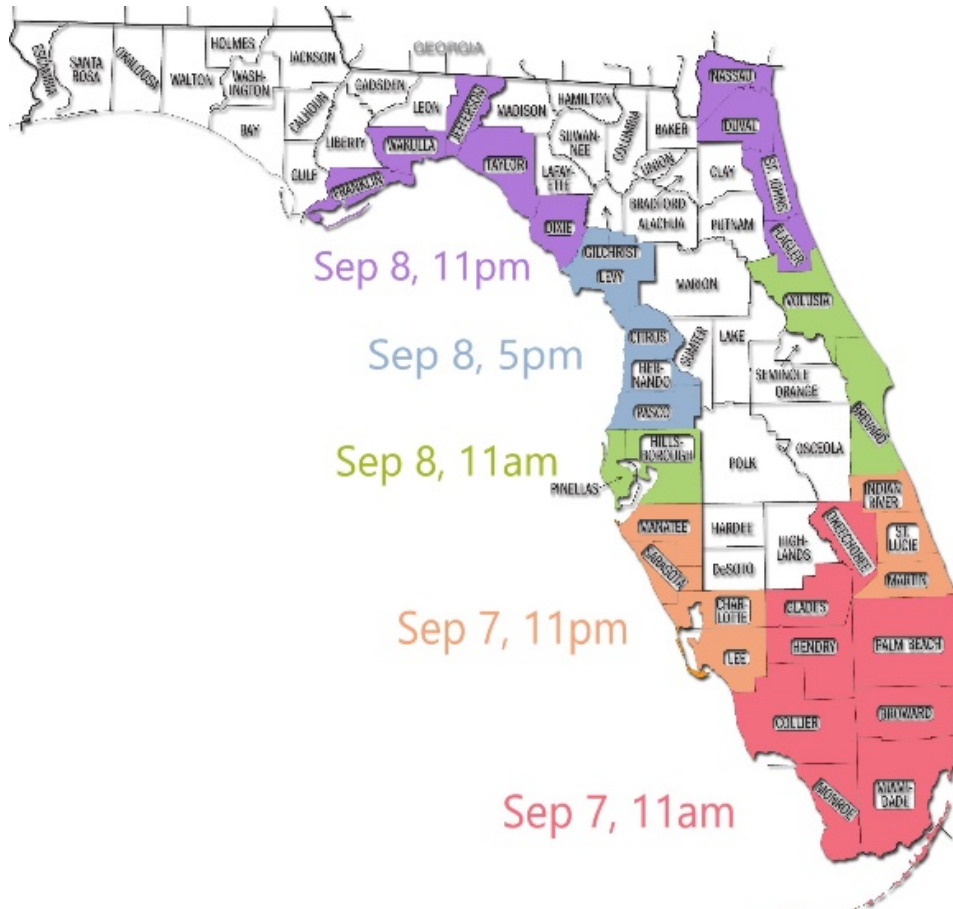 GEORGIA
ESCAMBIA
SANTA
ROSA
OKALOOSA
WALTON
HOLMES
WASH-
INGTON
JACKSON
BAY
CALHOUN
GULF
LIBERTY
GADSDEN
LEON
WAKULLA
FRANKLIN
JEFFERSON
MADISON
TAYLOR
HAMILTON
SUWAN-
NEE
LAFAY-
ETTE
DIXIE
COLUMBIA
BAKER
UNION
BRADFORD
ALACHUA
NASSAU
DUVAL
CLAY
ST. JOHNS
PUTNAM
FLAGLER
Sep 8, 11pm
GILCHRIST
LEVY
MARION
VOLUSIA
CITRUS
SUMTER
LAKE
Sep 8, 5pm
HER-
NANDO
SEMINOLE
ORANGE
PASCO
BREVARD
Sep 8, 11am
HILLS-
BOROUGH
PINELLAS
POLK
OSCEOLA
INDIAN
RIVER
MANATEE
HARDEE
HIGH-
LANDS
OKEECHOBEE
ST.
LUCIE
SARASOTA
DeSOTO
MARTIN
Sep 7, 11pm
CHAR-
LOTTE
GLADES
LEE
HENDRY
PALM BEACH
COLLIER
BROWARD
Sep 7, 11am
MONROE
MIAMI-
DADE